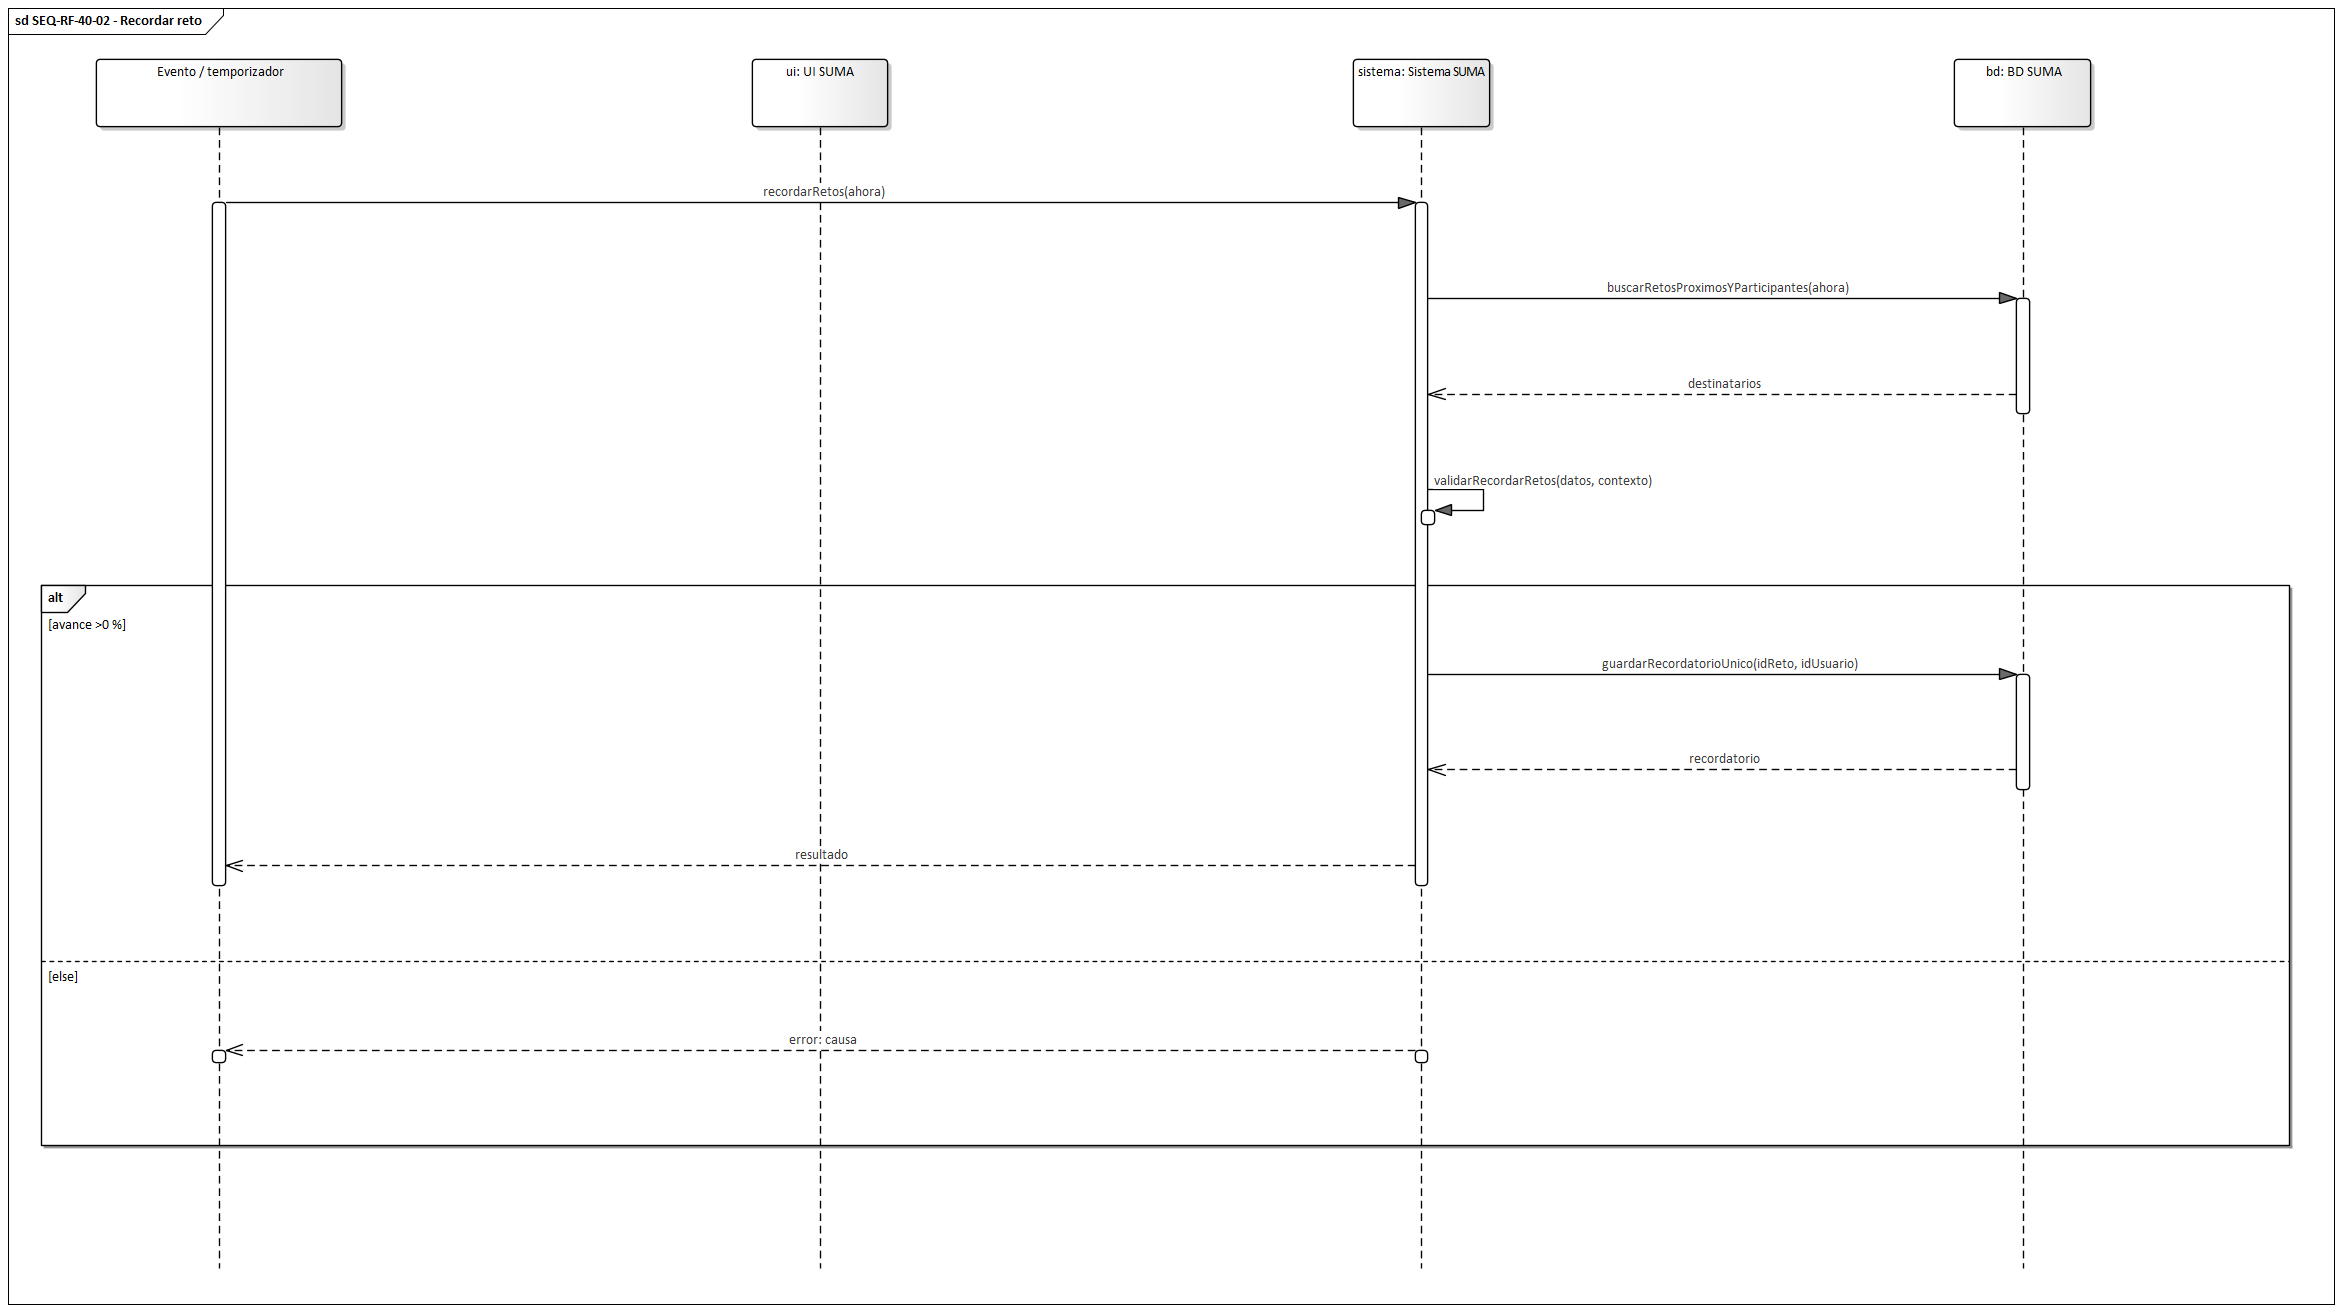 sd SEQ-RF-40-02 - Recordar reto
Evento / temporizador
ui: UI SUMA
sistema: Sistema SUMA
bd: BD SUMA
recordarRetos(ahora)
buscarRetosProximosYParticipantes(ahora)
destinatarios
validarRecordarRetos(datos, contexto)
alt
[avance >0 %]
guardarRecordatorioUnico(idReto, idUsuario)
recordatorio
resultado
[else]
error: causa